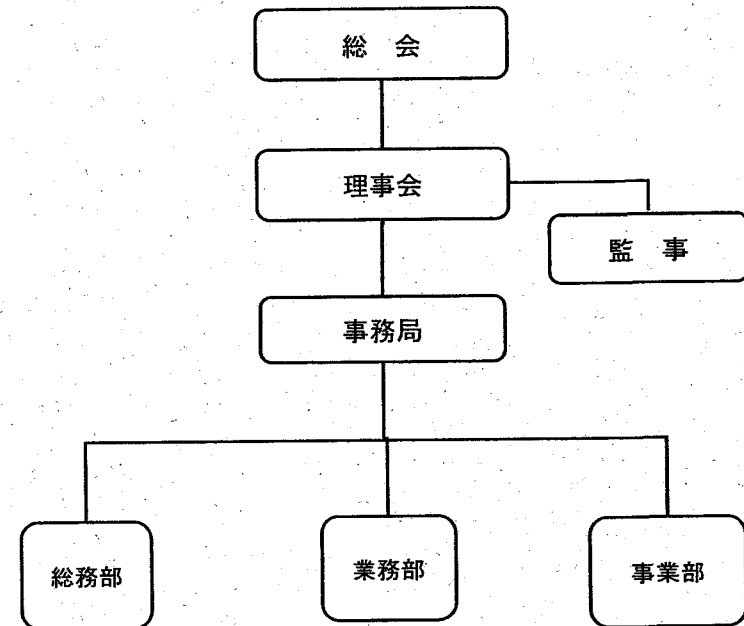 総　会
理事会
監　事
事務局
総務部
業務部
事業部